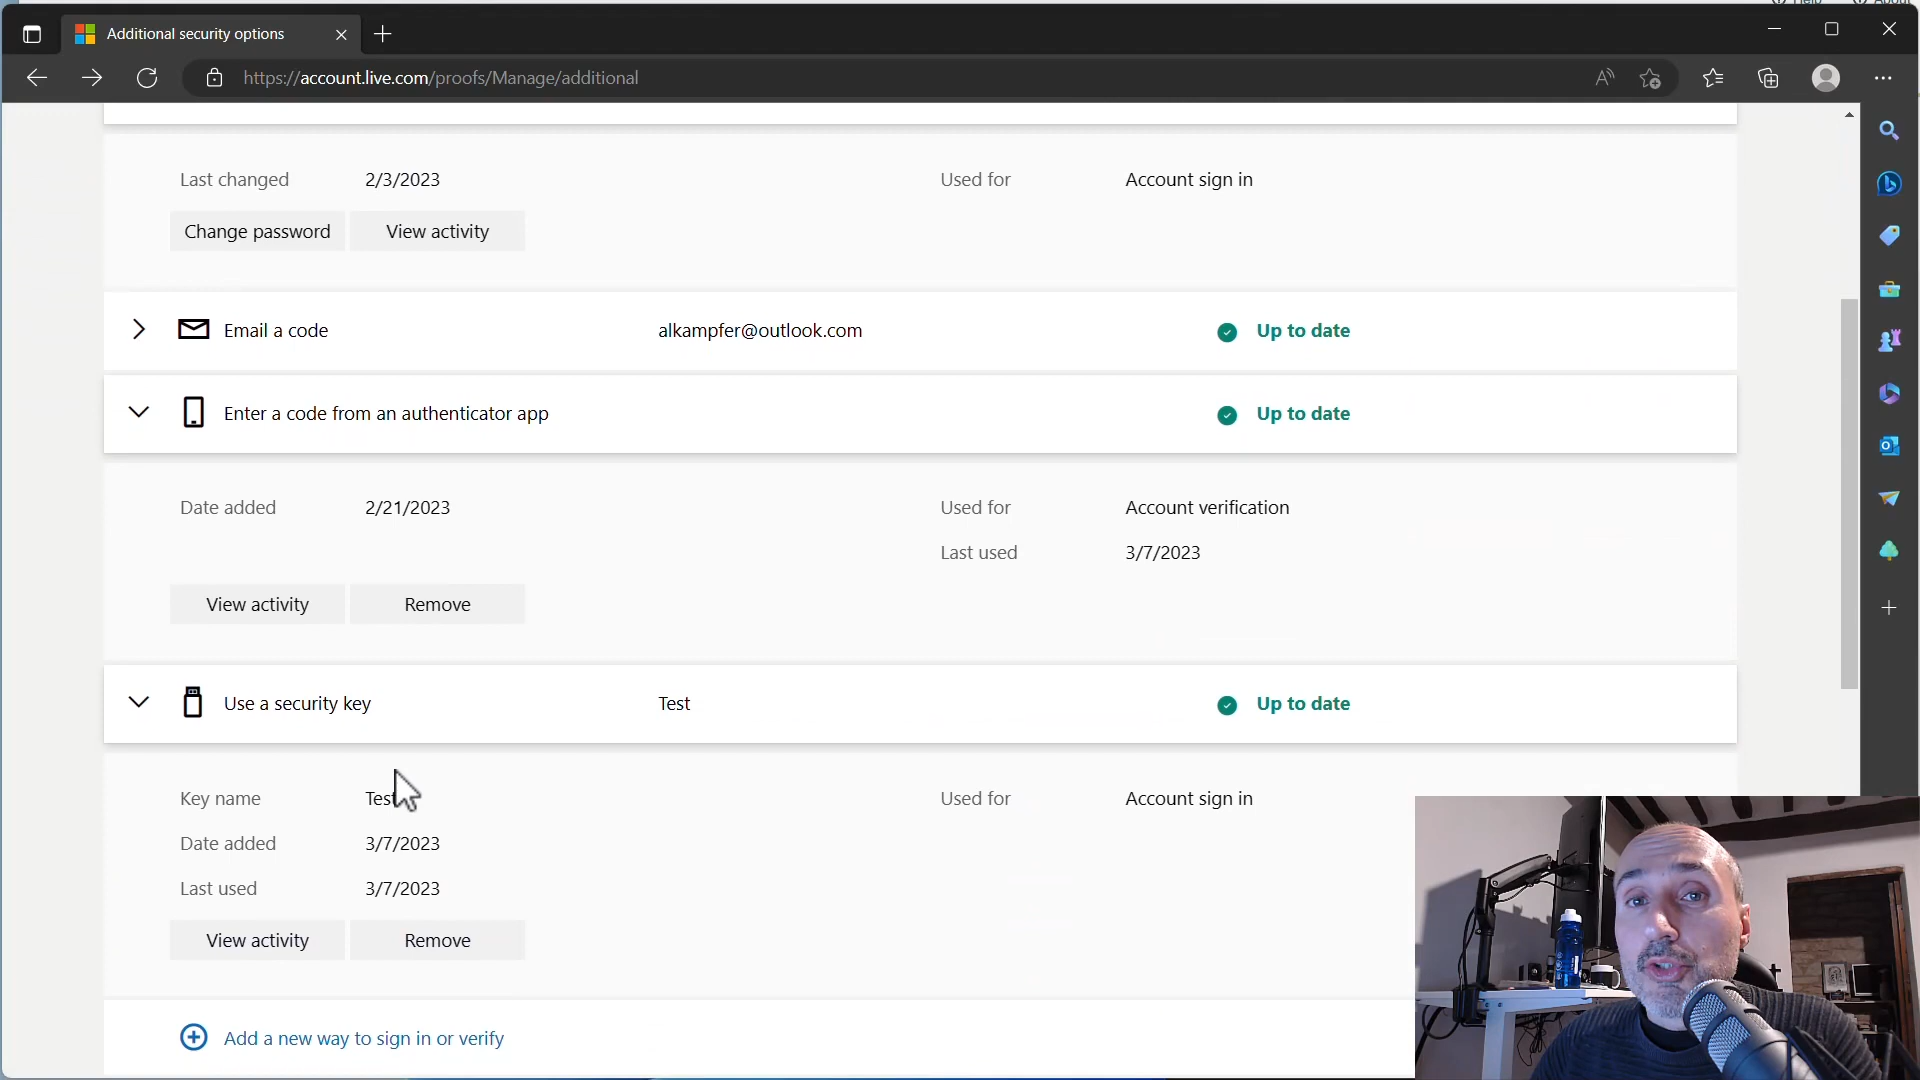 Additional security options
https://account.live.com/proofs/Manage/additional
Last changed 2/3/2023 Used for Account sign in
Change password View activity
Email a code alkampfer@outlook.com Up to date
Enter a code from an authenticator app Up to date
Date added 2/21/2023 Used for Account verification
Last used 3/7/2023
View activity Remove
Use a security key Test Up to date
Key name Test Used for Account sign in
Date added 3/7/2023
Last used 3/7/2023
View activity Remove
Add a new way to sign in or verify